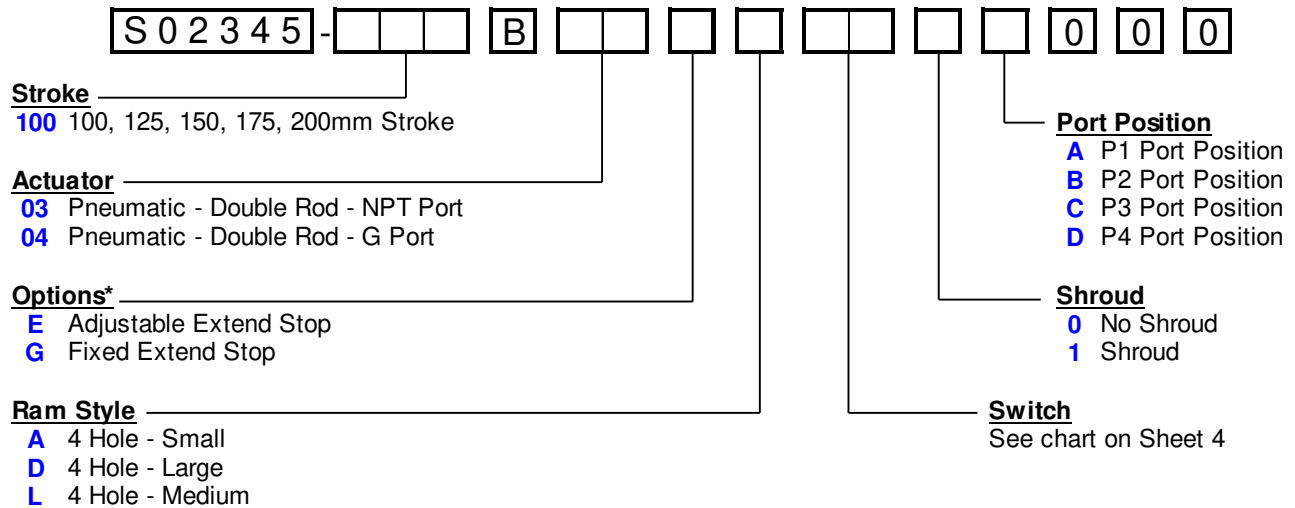 S02345- B 0 0 0
Stroke
100 100, 125, 150, 175, 200mm Stroke
Actuator
03 Pneumatic - Double Rod - NPT Port
04 Pneumatic - Double Rod - G Port
Options*
E Adjustable Extend Stop
G Fixed Extend Stop
Ram Style
A 4 Hole - Small
D 4 Hole - Large
L 4 Hole - Medium
Port Position
A P1 Port Position
B P2 Port Position
C P3 Port Position
D P4 Port Position
Shroud
0 No Shroud
1 Shroud
Switch
See chart on Sheet 4